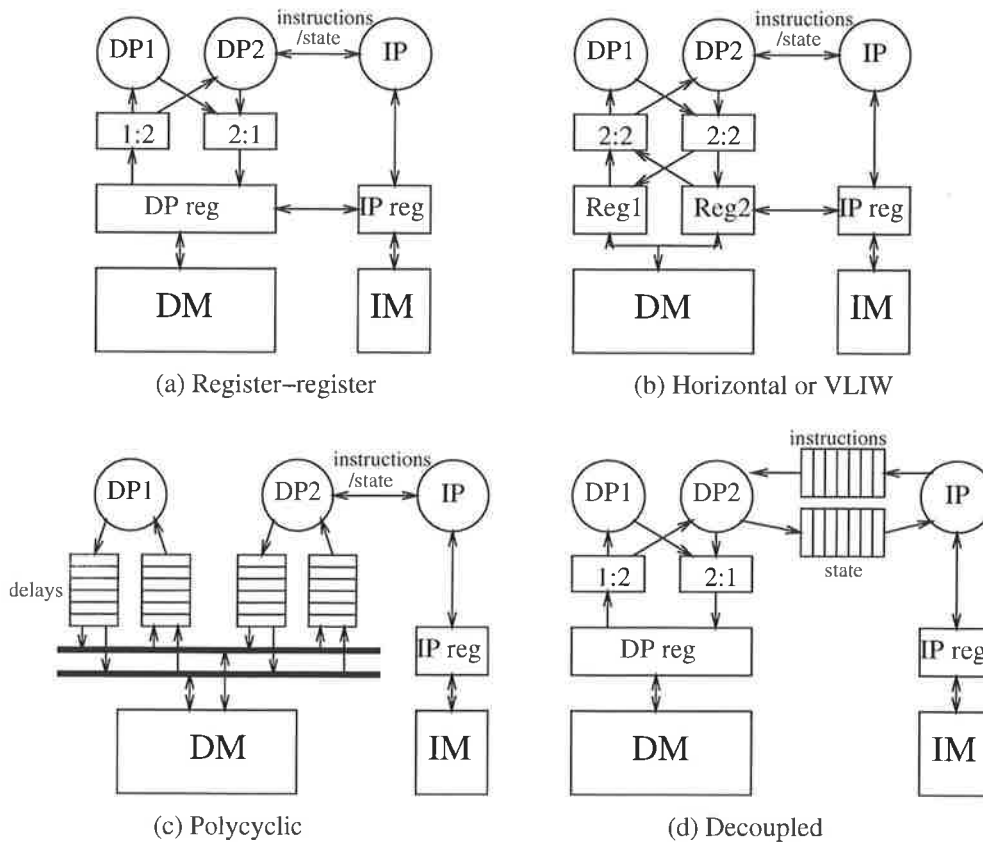 instructions
/state
DP1
DP2
IP
1:2
2:1
DP reg
IP reg
DM
IM
(a) Register–register
instructions
/state
DP1
DP2
IP
2:2
2:2
Reg1
Reg2
IP reg
DM
IM
(b) Horizontal or VLIW
instructions
/state
DP1
DP2
IP
delays
IP reg
DM
IM
(c) Polycyclic
instructions
DP1
DP2
IP
state
1:2
2:1
DP reg
IP reg
DM
IM
(d) Decoupled